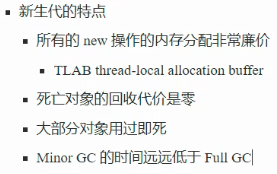 新生代的特点
所有的 new 操作的内存分配非常廉价
TLAB thread-local allocation buffer
死亡对象的回收代价是零
大部分对象用过即死
Minor GC 的时间远远低于 Full GC